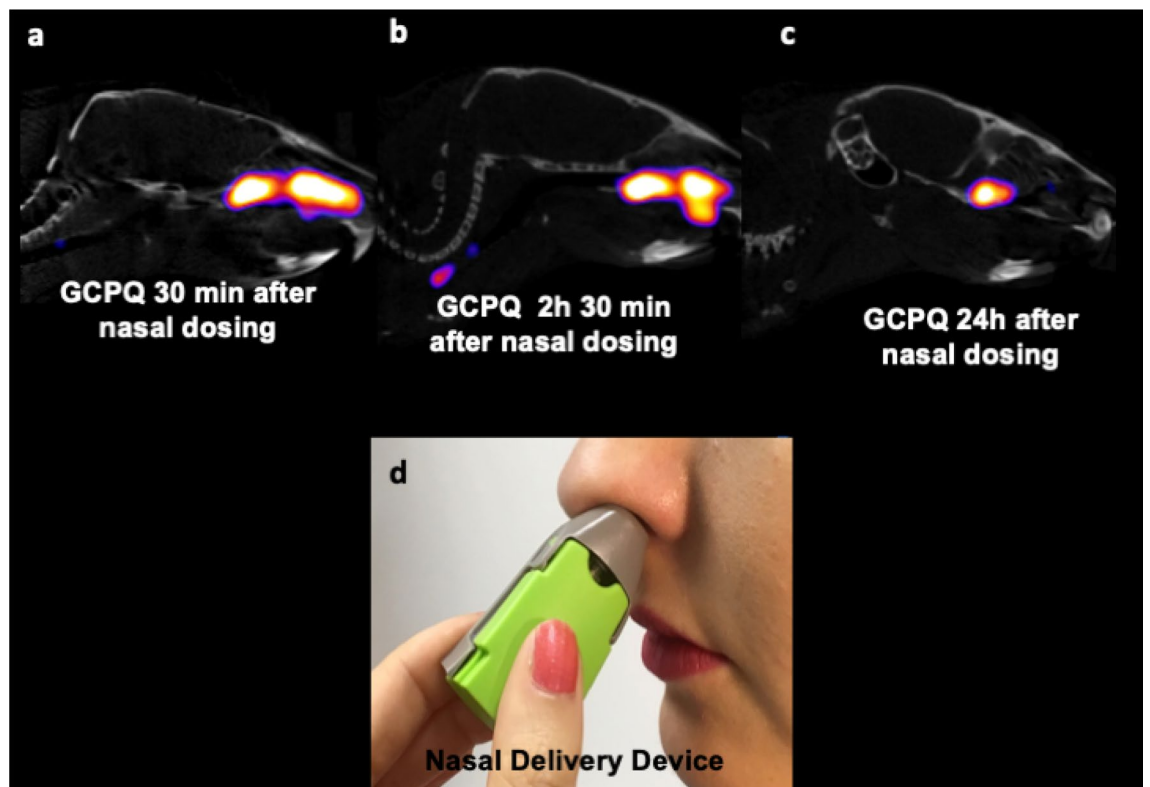 a
b
c
GCPQ 30 min after
nasal dosing
GCPQ 2h 30 min
after nasal dosing
GCPQ 24h after
nasal dosing
d
Nasal Delivery Device